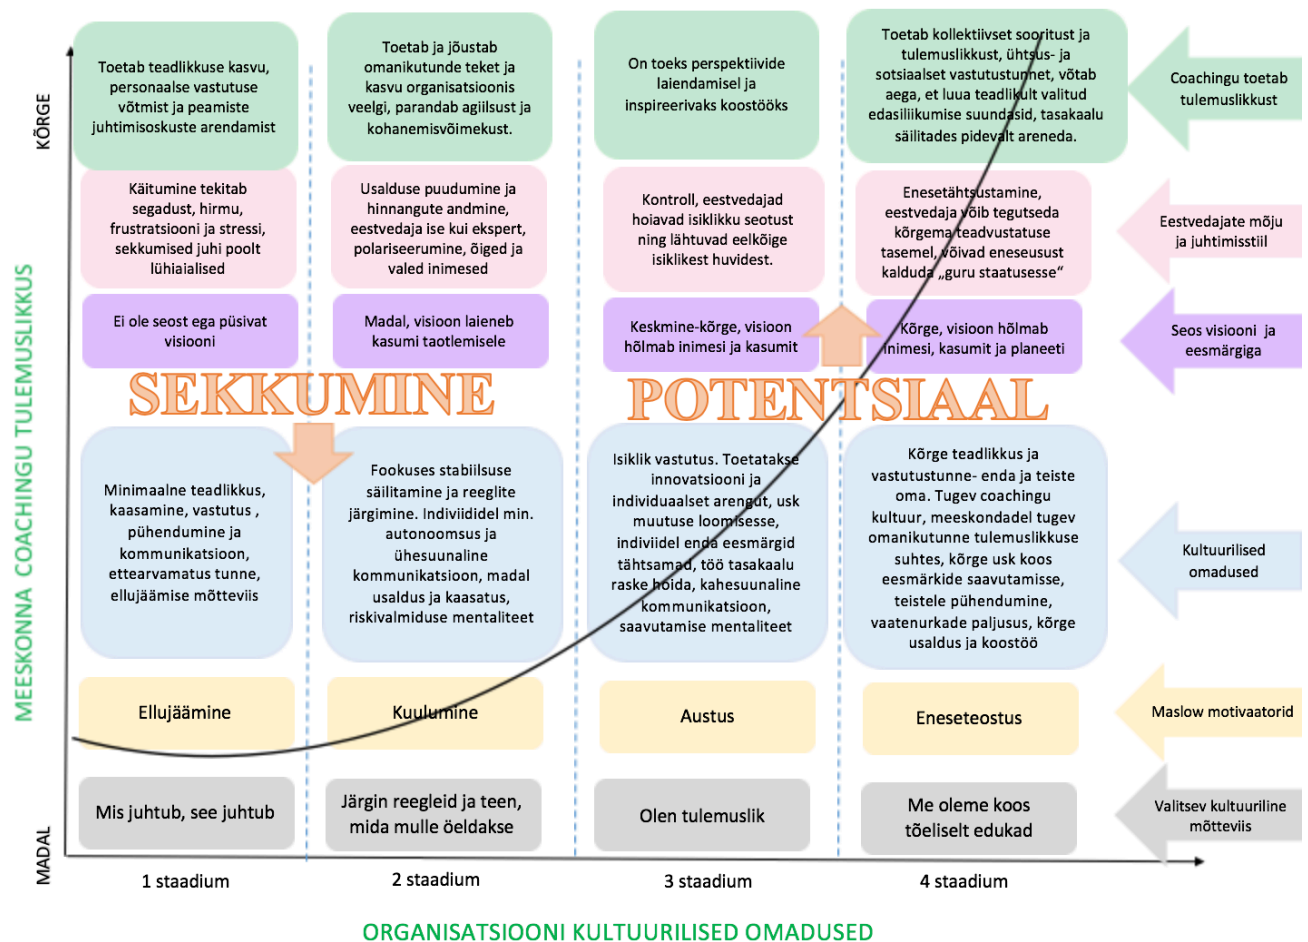 KÕRGE
MEESKONNA COACHINGU TULEMUSLIKKUS
MADAL
Toetab teadlikkuse kasvu,
personaalse vastutuse
võtmist ja peamiste
juhtimisoskuste arendamist
Toetab ja jõustab
omanikutunde teket ja
kasvu organisatsioonis
veelgi, parandab agiilsust ja
kohanemisvõimekust.
On toeks perspektiivide
laiendamisel ja
inspireerivaks koostööks
Toetab kollektiivset sooritust ja
tulemuslikkust, ühtsus- ja
sotsiaalset vastutustunnet, võtab
aega, et luua teadlikult valitud
edasiliikumise suundasid, tasakaalu
säilitades pidevalt areneda.
Coachingu toetab
tulemuslikkust
Käitumine tekitab
segadust, hirmu,
frustratsiooni ja stressi,
sekkumised juhi poolt
lühiaialised
Usalduse puudumine ja
hinnangute andmine,
eestvedaja ise kui ekspert,
polariseerumine, õiged ja
valed inimesed
Kontroll, eestvedajad
hoiavad isiklikku seotust
ning lähtuvad eelkõige
isiklikest huvidest.
Enesetähtsustamine,
eestvedaja võib tegutseda
kõrgema teadvustatuse
tasemel, võivad eneseusust
kalduda „guru staatusesse“
Eestvedajate mõju
ja juhtimisstiil
Ei ole seost ega püsivat
visiooni
Madal, visioon laieneb
kasumi taotlemisele
Keskmine-kõrge, visioon
hõlmab inimesi ja kasumit
Kõrge, visioon hõlmab
inimesi, kasumit ja planeeti
Seos visiooni ja
eesmärgiga
SEKKUMINE
POTENTSIAAL
Minimaalne teadlikkus,
kaasamine, vastutus ,
pühendumine ja
kommunikatsioon,
ettearvamatus tunne,
ellujäämise mõtteviis
Fookuses stabiilsuse
säilitamine ja reeglite
järgimine. Indiviididel min.
autonoomsus ja
ühesuunaline
kommunikatsioon, madal
usaldus ja kaasatus,
riskivalmiduse mentaliteet
Isiklik vastutus. Toetatakse
innovatsiooni ja
individuaalset arengut, usk
muutuse loomisesse,
indiviidel enda eesmärgid
tähtsamad, töö tasakaalu
raske hoida, kahesuunaline
kommunikatsioon,
saavutamise mentaliteet
Kõrge teadlikkus ja
vastutustunne- enda ja teiste
oma. Tugev coachingu
kultuur, meeskondadel tugev
omanikutunne tulemuslikkuse
suhtes, kõrge usk koos
eesmärkide saavutamisse,
teistele pühendumine,
vaatenurkade paljusus, kõrge
usaldus ja koostöö
Kultuurilised
omadused
Ellujäämine
Kuulumine
Austus
Eneseteostus
Maslow motivaatorid
Mis juhtub, see juhtub
Järgin reegleid ja teen,
mida mulle öeldakse
Olen tulemuslik
Me oleme koos
tõeliselt edukad
Valitsev kultuuriline
mõtteviis
1 staadium
2 staadium
3 staadium
4 staadium
ORGANISATSIOONI KULTUURILISED OMADUSED